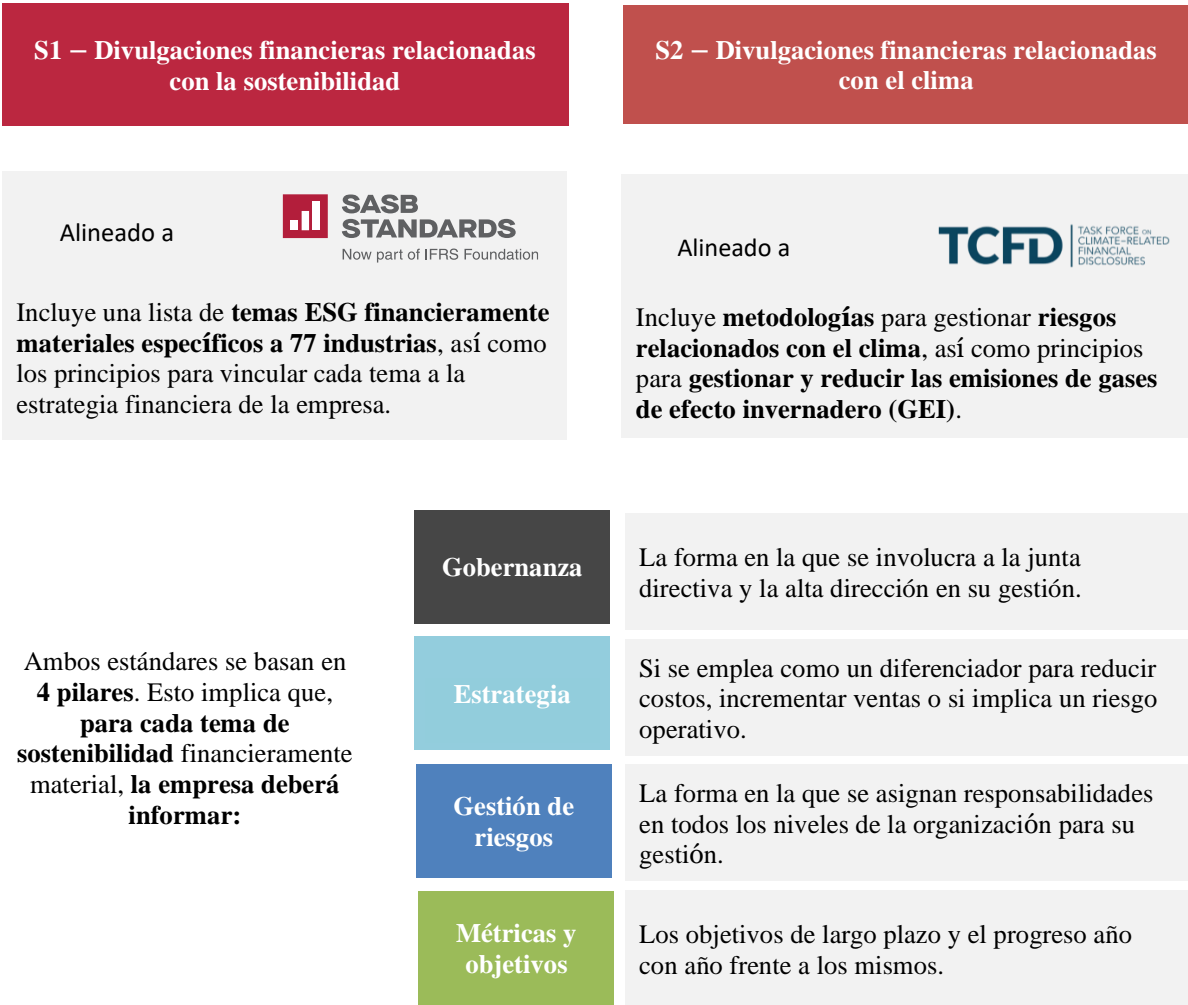 S1 – Divulgaciones financieras relacionadas
con la sostenibilidad
S2 – Divulgaciones financieras relacionadas
con el clima
Alineado a
SASB
STANDARDS
Now part of IFRS Foundation
Incluye una lista de temas ESG financieramente
materiales específicos a 77 industrias, así como
los principios para vincular cada tema a la
estrategia financiera de la empresa.
Alineado a
TCFD
TASK FORCE ON
CLIMATE-RELATED
FINANCIAL
DISCLOSURES
Incluye metodologías para gestionar riesgos
relacionados con el clima, así como principios
para gestionar y reducir las emisiones de gases
de efecto invernadero (GEI).
Ambos estándares se basan en
4 pilares. Esto implica que,
para cada tema de
sostenibilidad financieramente
material, la empresa deberá
informar:
Gobernanza
La forma en la que se involucra a la junta
directiva y la alta dirección en su gestión.
Estrategia
Si se emplea como un diferenciador para reducir
costos, incrementar ventas o si implica un riesgo
operativo.
Gestión de
riesgos
La forma en la que se asignan responsabilidades
en todos los niveles de la organización para su
gestión.
Métricas y
objetivos
Los objetivos de largo plazo y el progreso año
con año frente a los mismos.